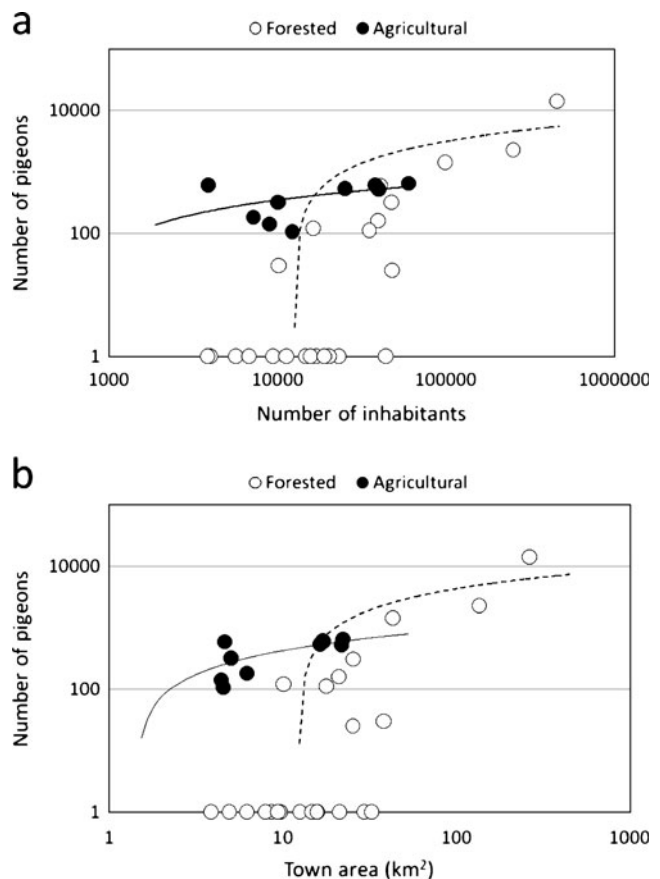 a
○ Forested ● Agricultural
Number of pigeons
10000
100
1
1000 10000 100000 1000000
Number of inhabitants
b
○ Forested ● Agricultural
Number of pigeons
10000
100
1
1 10 100 1000
Town area (km²)